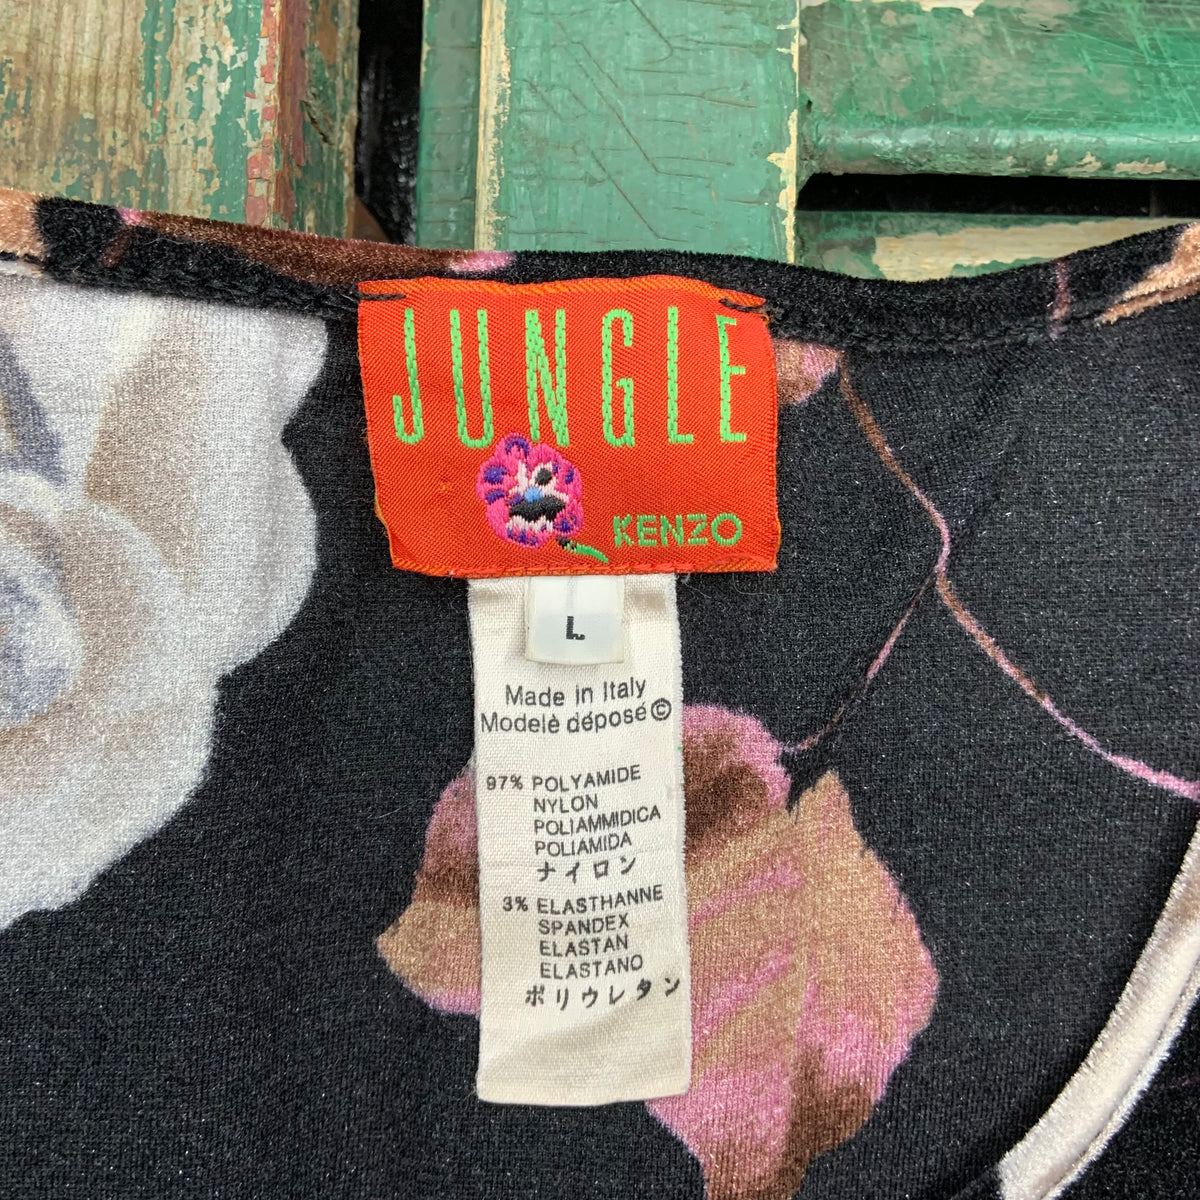 JUNGLE
KENZO
L
Made in Italy
Modelè déposé ©
97% POLYAMIDE
NYLON
POLIAMMIDICA
POLIAMIDA
ナイロン
3% ELASTHANNE
SPANDEX
ELASTAN
ELASTANO
ポリウレタン